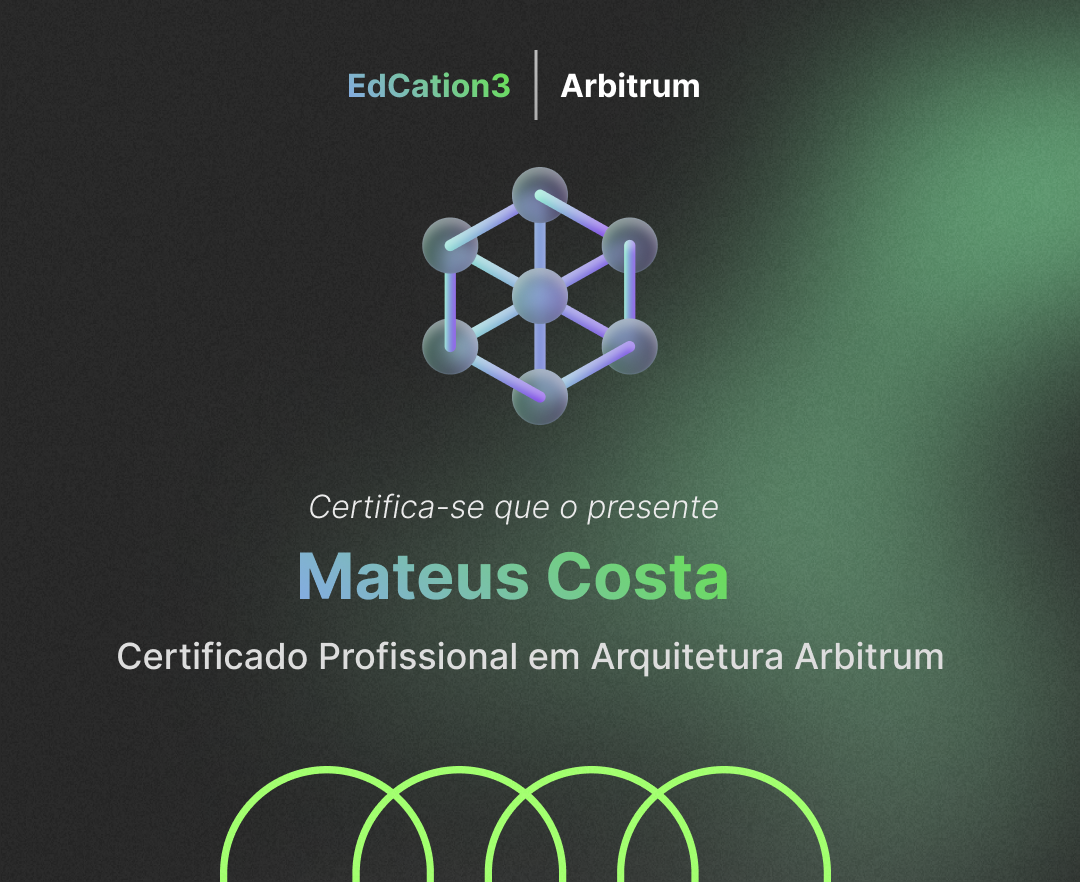 EdCation3 | Arbitrum
Certifica-se que o presente
Mateus Costa
Certificado Profissional em Arquitetura Arbitrum